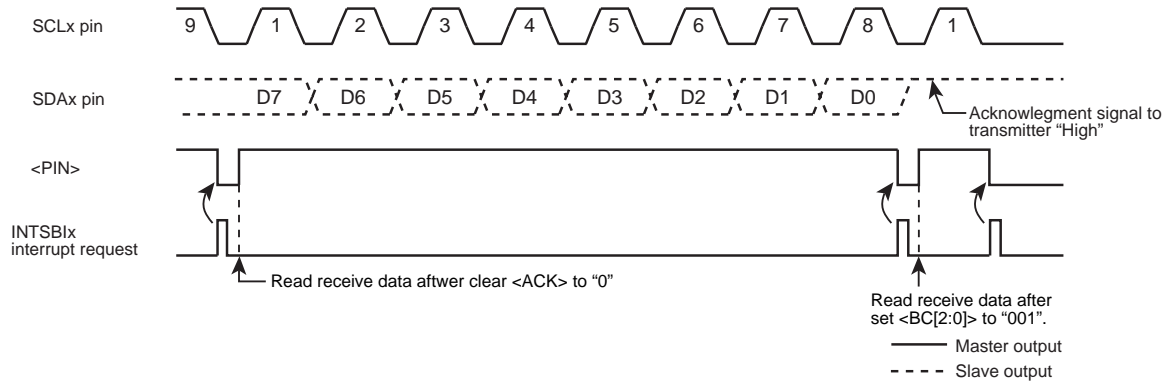 SCLx pin
9 1 2 3 4 5 6 7 8 1
SDAx pin
D7 D6 D5 D4 D3 D2 D1 D0
Acknowlegment signal to
transmitter “High”
<PIN>
INTSBIx
interrupt request
Read receive data aftwer clear <ACK> to “0”
Read receive data after
set <BC[2:0]> to “001”.
Master output
Slave output